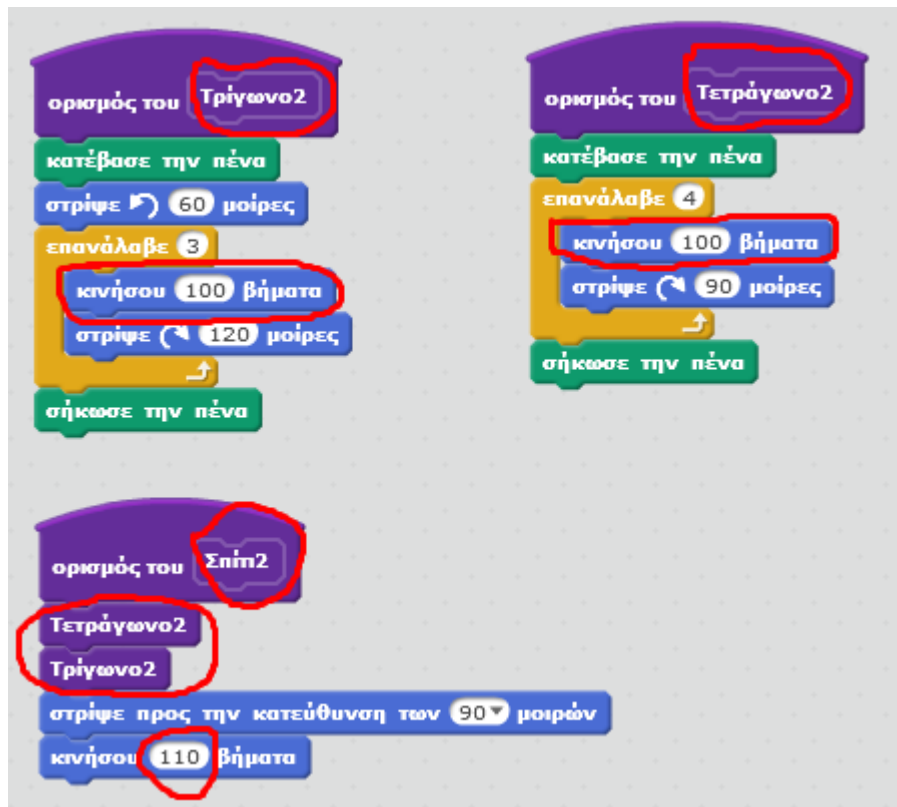 ορισμός του Τρίγωνο2
κατέβασε την πένα
στρίψε 60 μοίρες
επανάλαβε 3
κινήσου 100 βήματα
στρίψε 120 μοίρες
σήκωσε την πένα
ορισμός του Τετράγωνο2
κατέβασε την πένα
επανάλαβε 4
κινήσου 100 βήματα
στρίψε 90 μοίρες
σήκωσε την πένα
ορισμός του Σπίτι2
Τετράγωνο2
Τρίγωνο2
στρίψε προς την κατεύθυνση των 90 μοιρών
κινήσου 110 βήματα